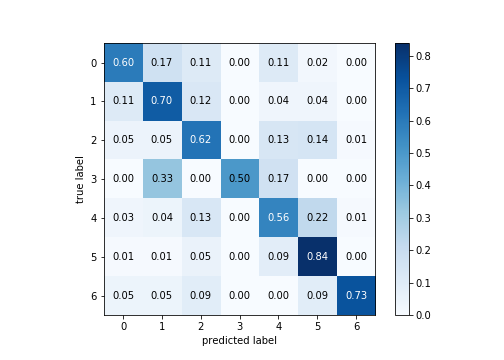 0 0.60 0.17 0.11 0.00 0.11 0.02 0.00
1 0.11 0.70 0.12 0.00 0.04 0.04 0.00
2 0.05 0.05 0.62 0.00 0.13 0.14 0.01
3 0.00 0.33 0.00 0.50 0.17 0.00 0.00
4 0.03 0.04 0.13 0.00 0.56 0.22 0.01
5 0.01 0.01 0.05 0.00 0.09 0.84 0.00
6 0.05 0.05 0.09 0.00 0.00 0.09 0.73
0 1 2 3 4 5 6
predicted label
true label
0.8
0.7
0.6
0.5
0.4
0.3
0.2
0.1
0.0